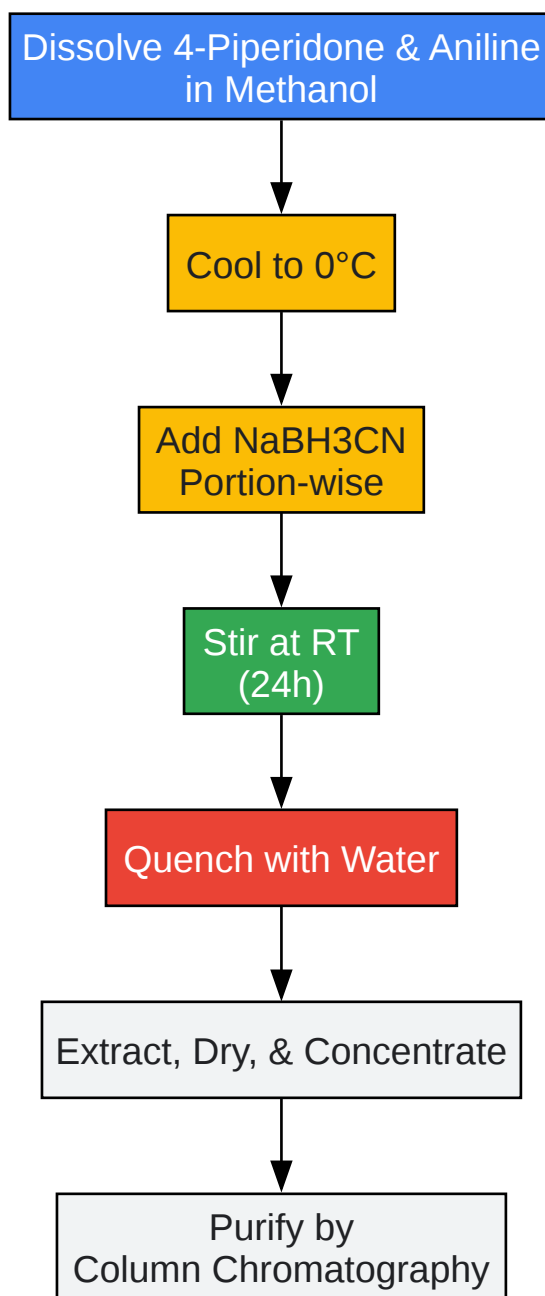 Dissolve 4-Piperidone & Aniline
in Methanol
Cool to 0°C
Add NaBH3CN
Portion-wise
Stir at RT
(24h)
Quench with Water
Extract, Dry, & Concentrate
Purify by
Column Chromatography